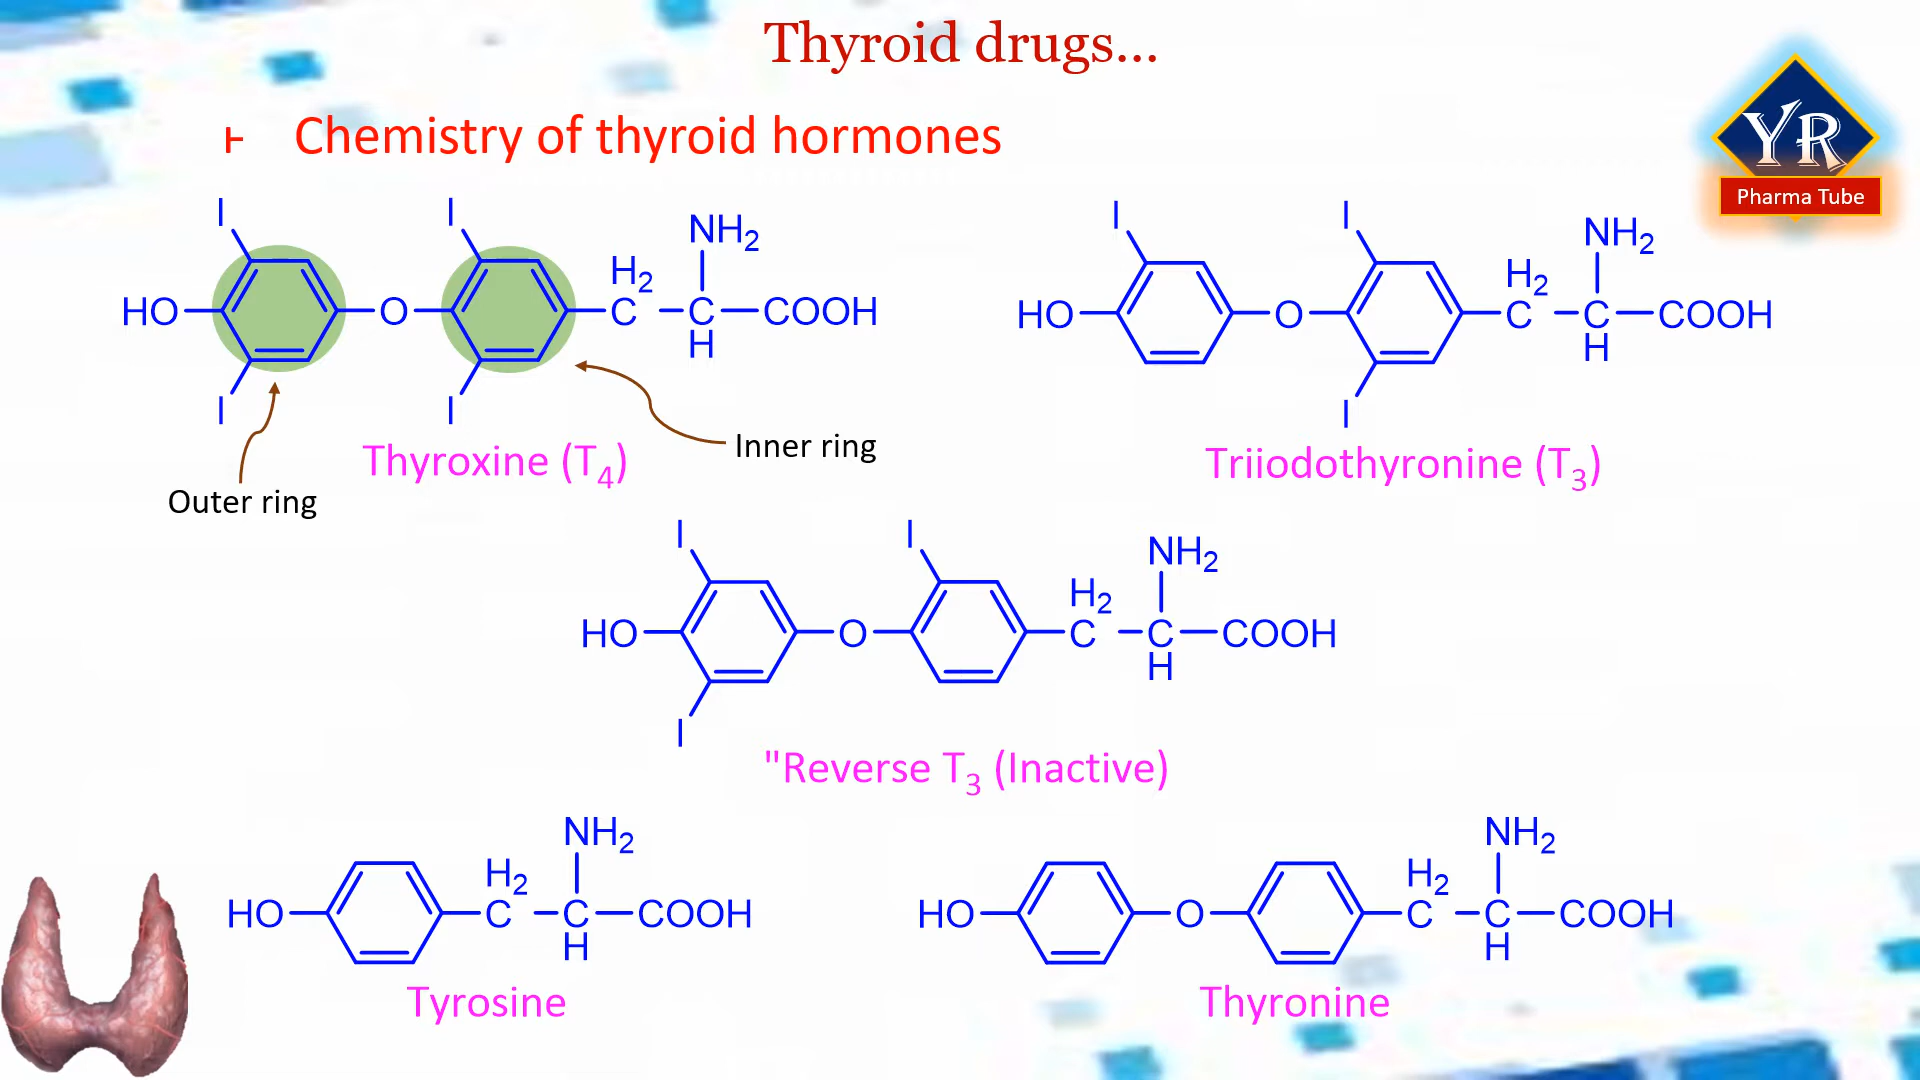 Thyroid drugs...
Chemistry of thyroid hormones
YR
Pharma Tube
I I NH₂
H₂
HO O C C COOH
H
I I
Thyroxine (T₄)
Inner ring
Outer ring
I I NH₂
H₂
HO O C C COOH
H
I
Triiodothyronine (T₃)
I I NH₂
H₂
HO O C C COOH
H
I
"Reverse T₃ (Inactive)
NH₂
H₂
HO C C COOH
H
Tyrosine
NH₂
H₂
HO O C C COOH
H
Thyronine